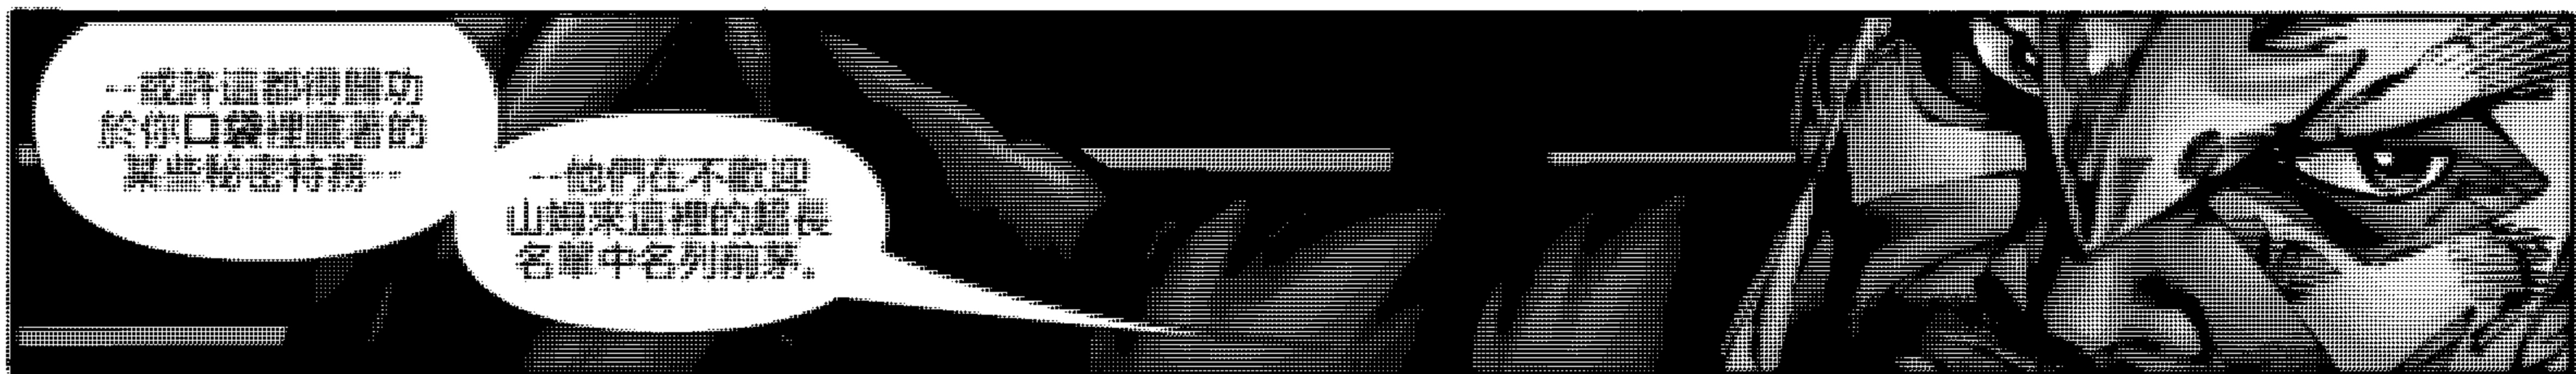 --或許這都得歸功
於你口袋裡藏著的
某些秘密特務--
--他們在不歡迎
山姆來這裡的超長
名單中名列前茅。